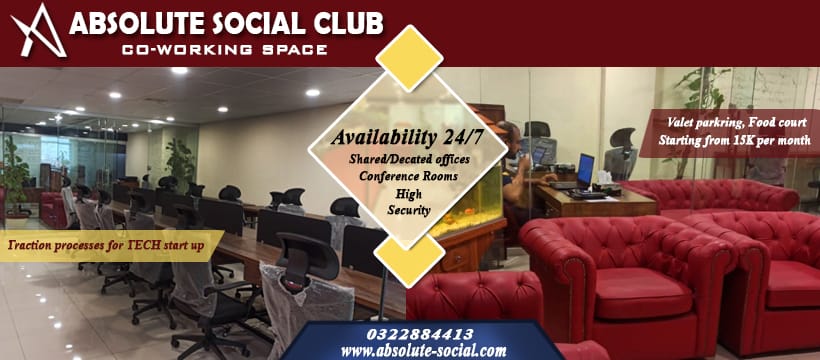 ABSOLUTE SOCIAL CLUB
CO-WORKING SPACE
Availability 24/7
Shared/Decated offices
Conference Rooms
High
Security
Valet parkring, Food court
Starting from 15K per month
Traction processes for TECH start up
0322884413
www.absolute-social.com